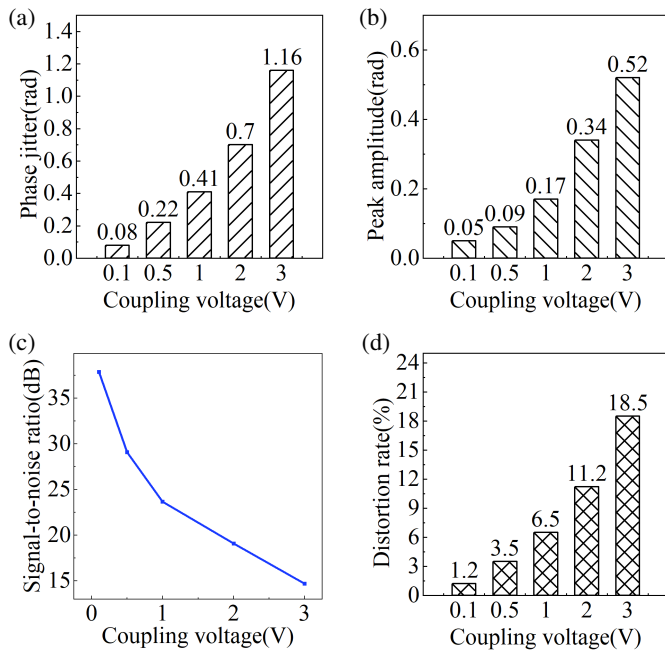 (a)
Phase jitter(rad)
1.4
1.2
1.0
0.8
0.6
0.4
0.2
0.0
0.08
0.22
0.41
0.7
1.16
0.1 0.5 1 2 3
Coupling voltage(V)
(b)
Peak amplitude(rad)
0.6
0.4
0.2
0.0
0.05
0.09
0.17
0.34
0.52
0.1 0.5 1 2 3
Coupling voltage(V)
(c)
Signal-to-noise ratio(dB)
35
30
25
20
15
0 1 2 3
Coupling voltage(V)
(d)
Distortion rate(%)
24
21
18
15
12
9
6
3
0
1.2
3.5
6.5
11.2
18.5
0.1 0.5 1 2 3
Coupling voltage(V)